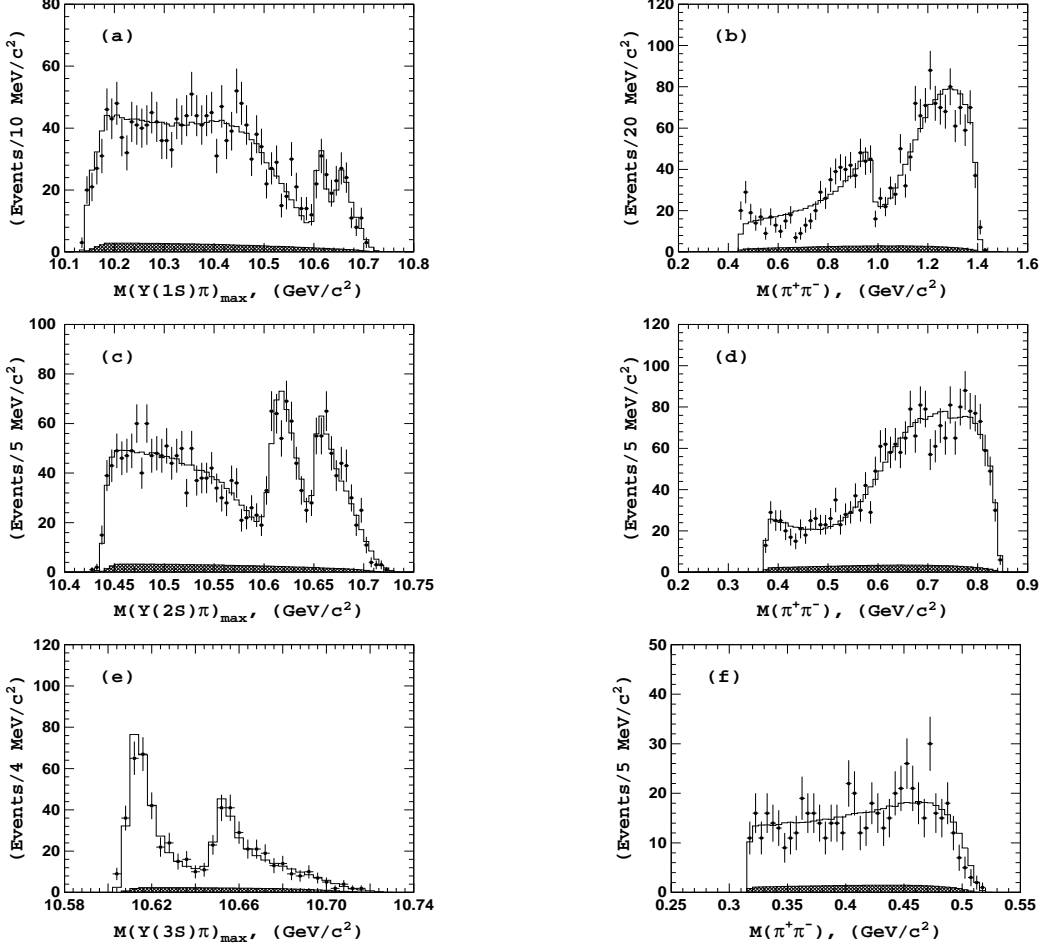 (a)
(Events/10 MeV/c²)
80
60
40
20
0
10.1 10.2 10.3 10.4 10.5 10.6 10.7 10.8
M(Y(1S)π)max, (GeV/c²)
(b)
(Events/20 MeV/c²)
120
100
80
60
40
20
0
0.2 0.4 0.6 0.8 1.0 1.2 1.4 1.6
M(π⁺π⁻), (GeV/c²)
(c)
(Events/5 MeV/c²)
100
80
60
40
20
0
10.4 10.45 10.5 10.55 10.6 10.65 10.7 10.75
M(Y(2S)π)max, (GeV/c²)
(d)
(Events/5 MeV/c²)
120
100
80
60
40
20
0
0.2 0.3 0.4 0.5 0.6 0.7 0.8 0.9
M(π⁺π⁻), (GeV/c²)
(e)
(Events/4 MeV/c²)
120
100
80
60
40
20
0
10.58 10.62 10.66 10.70 10.74
M(Y(3S)π)max, (GeV/c²)
(f)
(Events/5 MeV/c²)
50
40
30
20
10
0
0.25 0.3 0.35 0.4 0.45 0.5 0.55
M(π⁺π⁻), (GeV/c²)